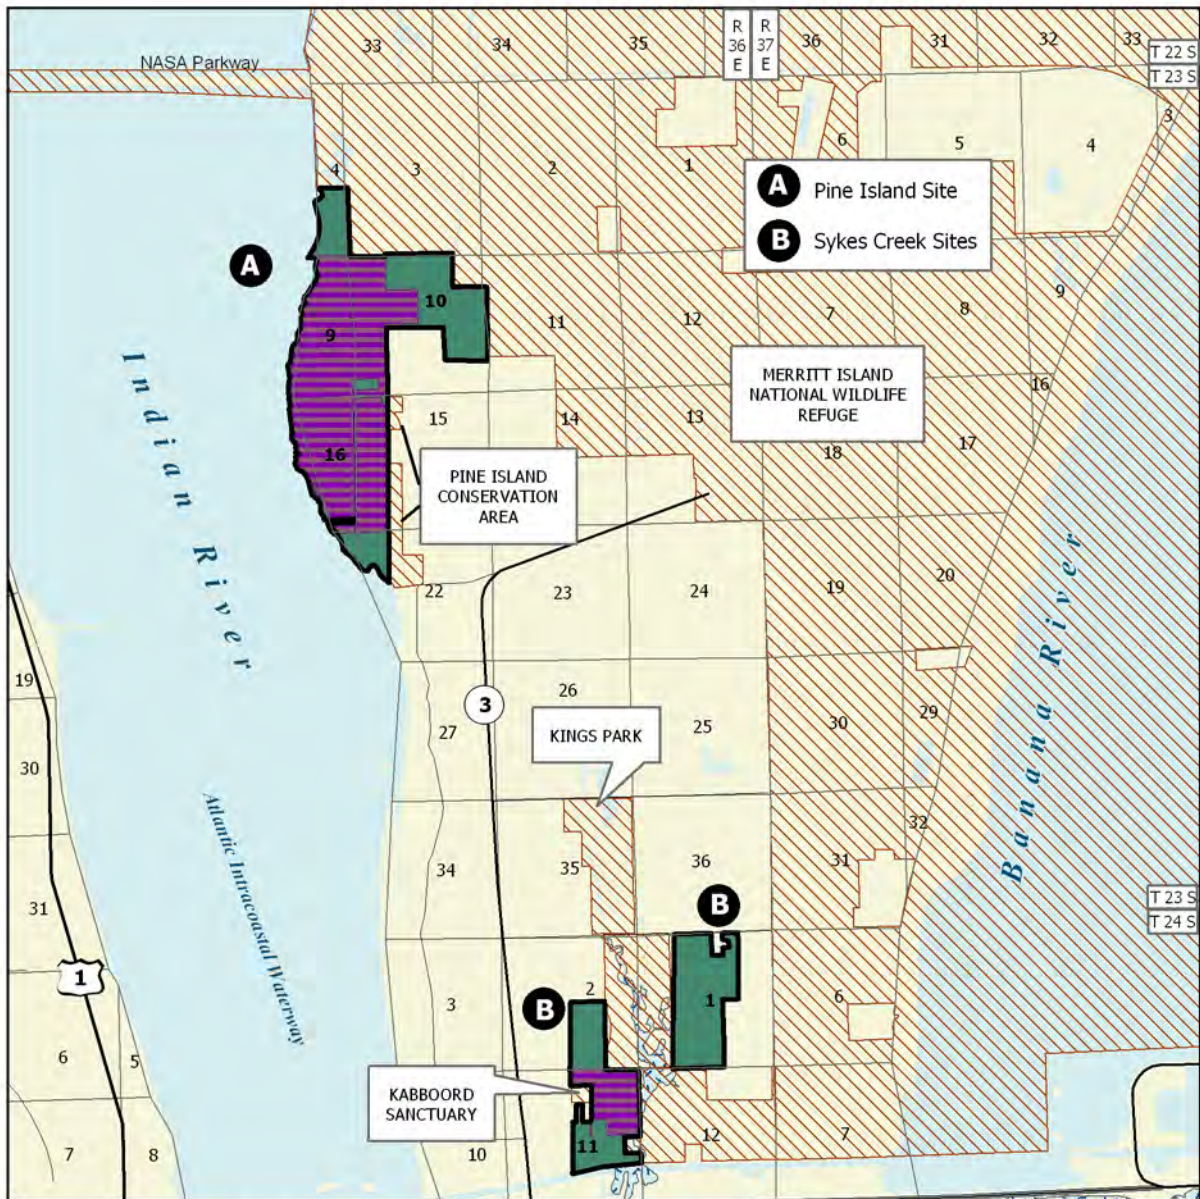 33
34
35
R
36
E
R
37
E
36
31
32
33
T 22 S
T 23 S
NASA Parkway
4
3
2
1
6
5
4
3
A Pine Island Site
B Sykes Creek Sites
A
9
10
11
12
7
8
9
MERRITT ISLAND
NATIONAL WILDLIFE
REFUGE
16
15
14
13
18
17
16
PINE ISLAND
CONSERVATION
AREA
Indian River
22
23
24
19
20
Banana River
19
3
26
27
25
30
29
KINGS PARK
30
Atlantic Intracoastal Waterway
34
35
36
31
32
B
T 23 S
T 24 S
31
1
3
2
B
1
6
6
5
KABBOORD
SANCTUARY
7
8
10
11
12
7